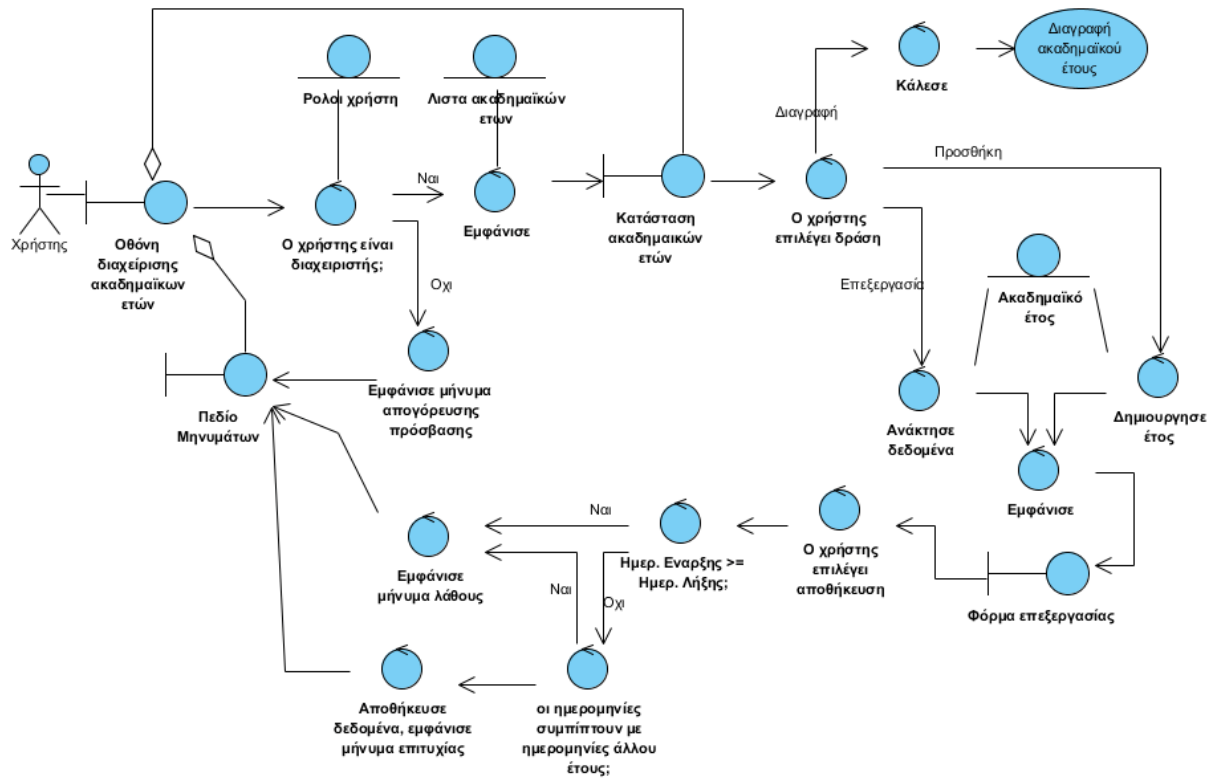 Διαγραφή
ακαδημαϊκού
έτους
Κάλεσε
Ρολοι χρήστη
Λιστα ακαδημαϊκών
ετών
Διαγραφή
Προσθήκη
Ναι
Χρήστης
Οθόνη
διαχείρισης
ακαδημαϊκων
ετών
Ο χρήστης είναι
διαχειριστής;
Εμφάνισε
Κατάσταση
ακαδημαικών
ετών
Ο χρήστης
επιλέγει δράση
Οχι
Επεξεργασία
Ακαδημαϊκό
έτος
Πεδίο
Μηνυμάτων
Εμφάνισε μήνυμα
απογόρευσης
πρόσβασης
Ανάκτησε
δεδομένα
Δημιουργησε
έτος
Εμφάνισε
Ναι
Εμφάνισε
μήνυμα λάθους
Ημερ. Εναρξης >=
Ημερ. Λήξης;
Ο χρήστης
επιλέγει
αποθήκευση
Ναι
Οχι
Φόρμα επεξεργασίας
Αποθήκευσε
δεδομένα, εμφάνισε
μήνυμα επιτυχίας
οι ημερομηνίες
συμπίπτουν με
ημερομηνίες άλλου
έτους;